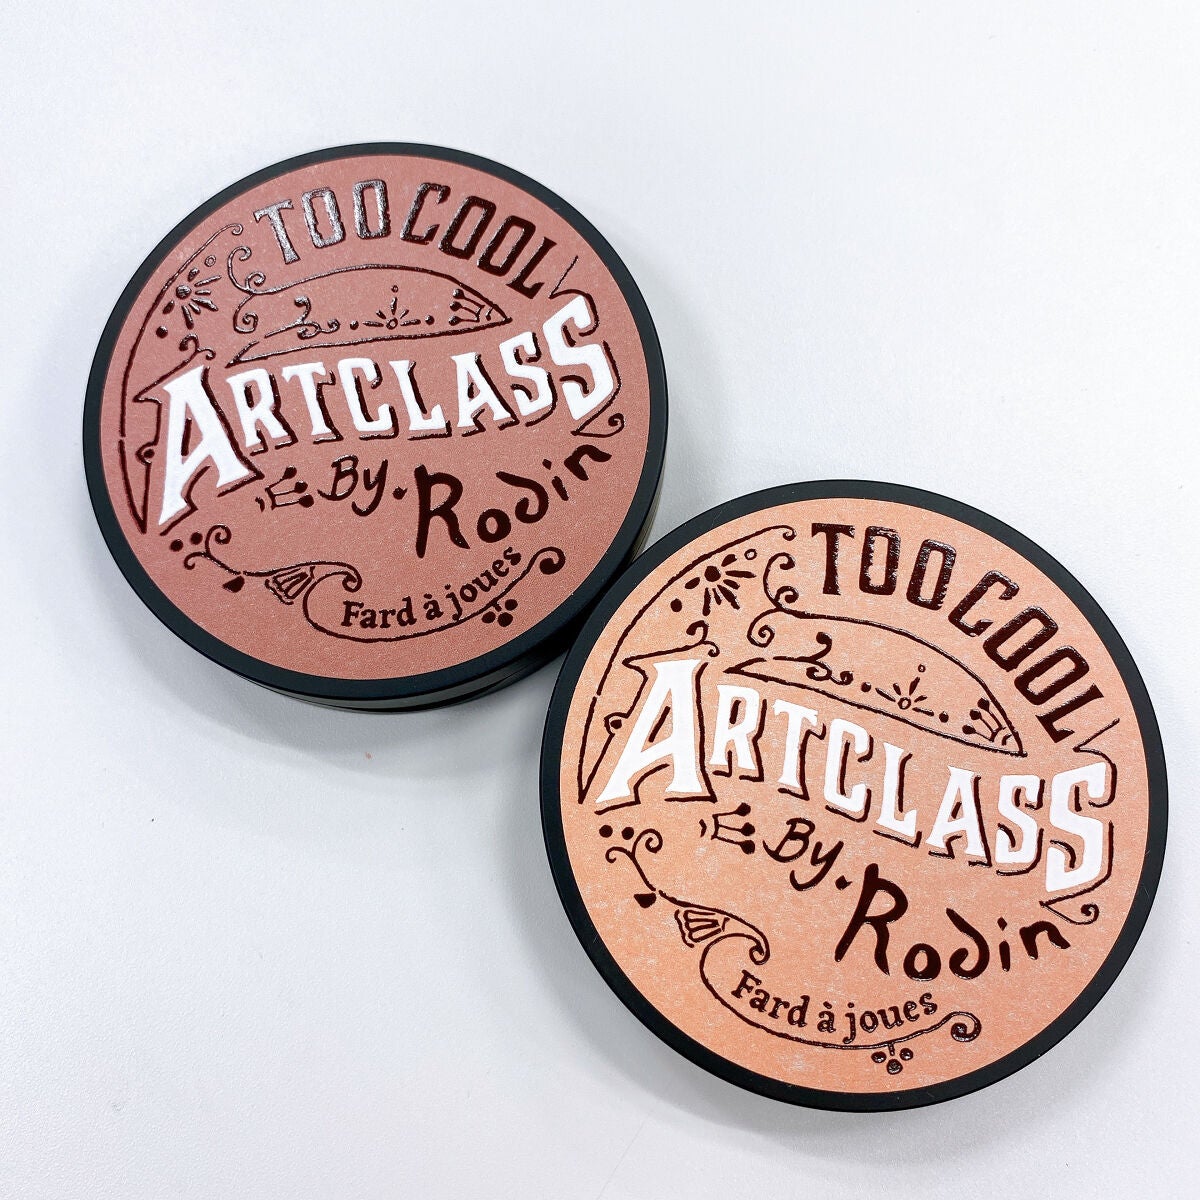 TOO COOL
ARTCLASS
By. Rodin
Fard à joues
TOO COOL
ARTCLASS
By. Rodin
Fard à joues